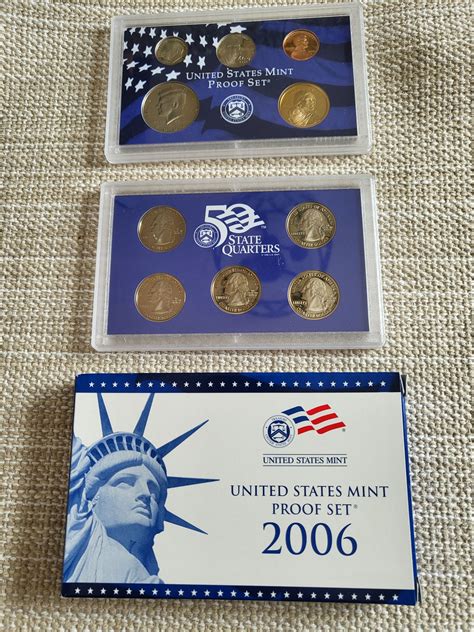 UNITED STATES MINT
PROOF SET®
50
STATE
QUARTERS
UNITED STATES MINT
UNITED STATES MINT
PROOF SET®
2006